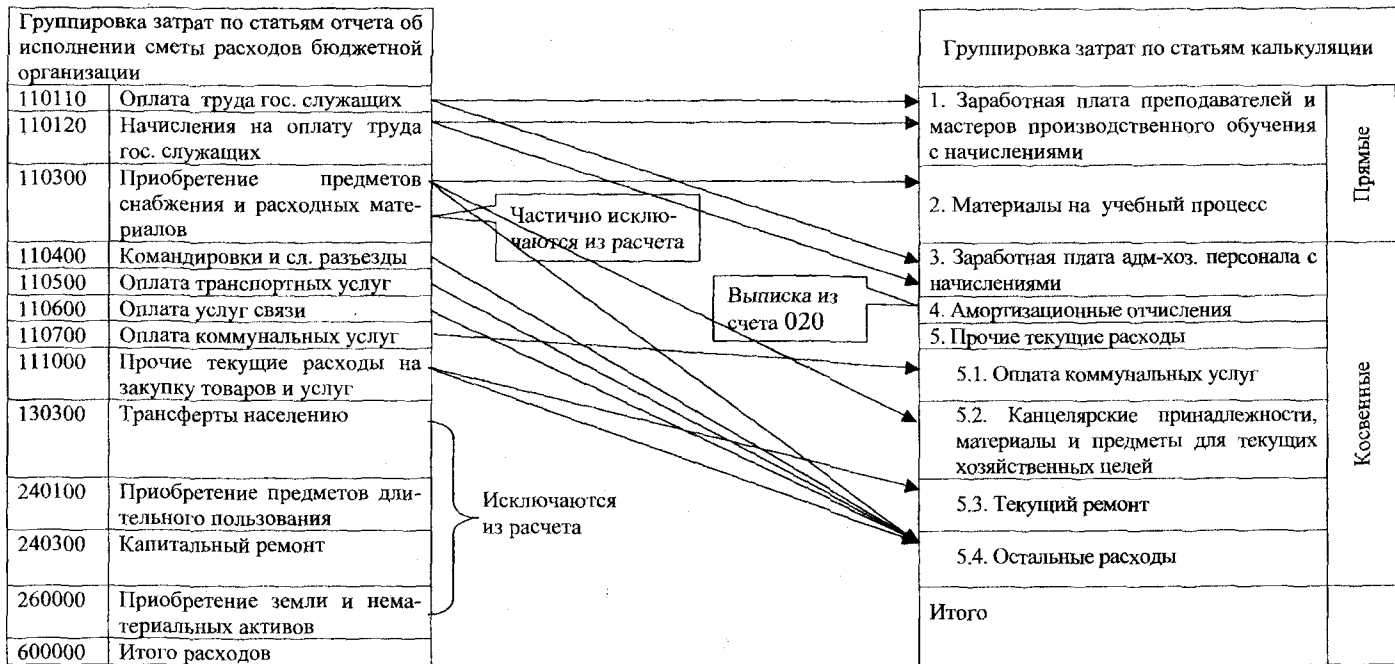 Группировка затрат по статьям отчета об
исполнении сметы расходов бюджетной
организации
110110 Оплата труда гос. служащих
110120 Начисления на оплату труда
гос. служащих
110300 Приобретение предметов
снабжения и расходных мате-
риалов
110400 Командировки и сл. разъезды
110500 Оплата транспортных услуг
110600 Оплата услуг связи
110700 Оплата коммунальных услуг
111000 Прочие текущие расходы на
закупку товаров и услуг
130300 Трансферты населению
240100 Приобретение предметов дли-
тельного пользования
240300 Капитальный ремонт
260000 Приобретение земли и нема-
териальных активов
600000 Итого расходов
Частично исклю-
чаются из расчета
Выписка из
счета 020
Исключаются
из расчета
Группировка затрат по статьям калькуляции
1. Заработная плата преподавателей и
мастеров производственного обучения
с начислениями
2. Материалы на учебный процесс
3. Заработная плата адм-хоз. персонала с
начислениями
4. Амортизационные отчисления
5. Прочие текущие расходы
5.1. Оплата коммунальных услуг
5.2. Канцелярские принадлежности,
материалы и предметы для текущих
хозяйственных целей
5.3. Текущий ремонт
5.4. Остальные расходы
Итого
Прямые
Косвенные